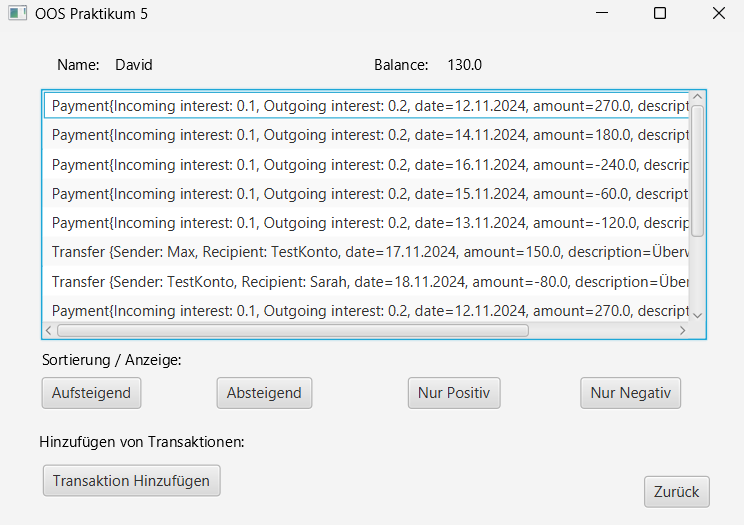 OOS Praktikum 5
Name: David Balance: 130.0
Payment{Incoming interest: 0.1, Outgoing interest: 0.2, date=12.11.2024, amount=270.0, descript
Payment{Incoming interest: 0.1, Outgoing interest: 0.2, date=14.11.2024, amount=180.0, descript
Payment{Incoming interest: 0.1, Outgoing interest: 0.2, date=16.11.2024, amount=-240.0, descrip
Payment{Incoming interest: 0.1, Outgoing interest: 0.2, date=15.11.2024, amount=-60.0, descript
Payment{Incoming interest: 0.1, Outgoing interest: 0.2, date=13.11.2024, amount=-120.0, descrip
Transfer {Sender: Max, Recipient: TestKonto, date=17.11.2024, amount=150.0, description=Überw
Transfer {Sender: TestKonto, Recipient: Sarah, date=18.11.2024, amount=-80.0, description=Über
Payment{Incoming interest: 0.1, Outgoing interest: 0.2, date=12.11.2024, amount=270.0, descript
Sortierung / Anzeige:
Aufsteigend Absteigend Nur Positiv Nur Negativ
Hinzufügen von Transaktionen:
Transaktion Hinzufügen
Zurück